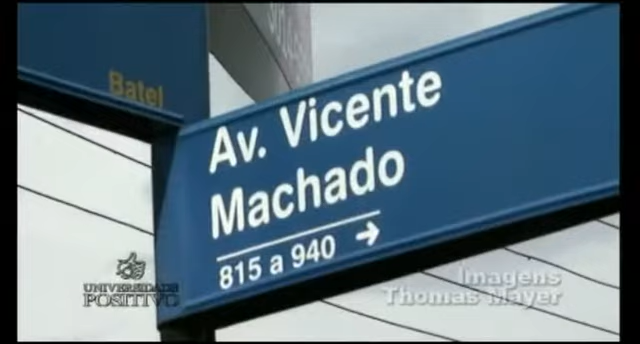 Batel
Av. Vicente
Machado
815 a 940 →
UNIVERSIDADE
POSITIVO
Imagens
Thomas Mayer